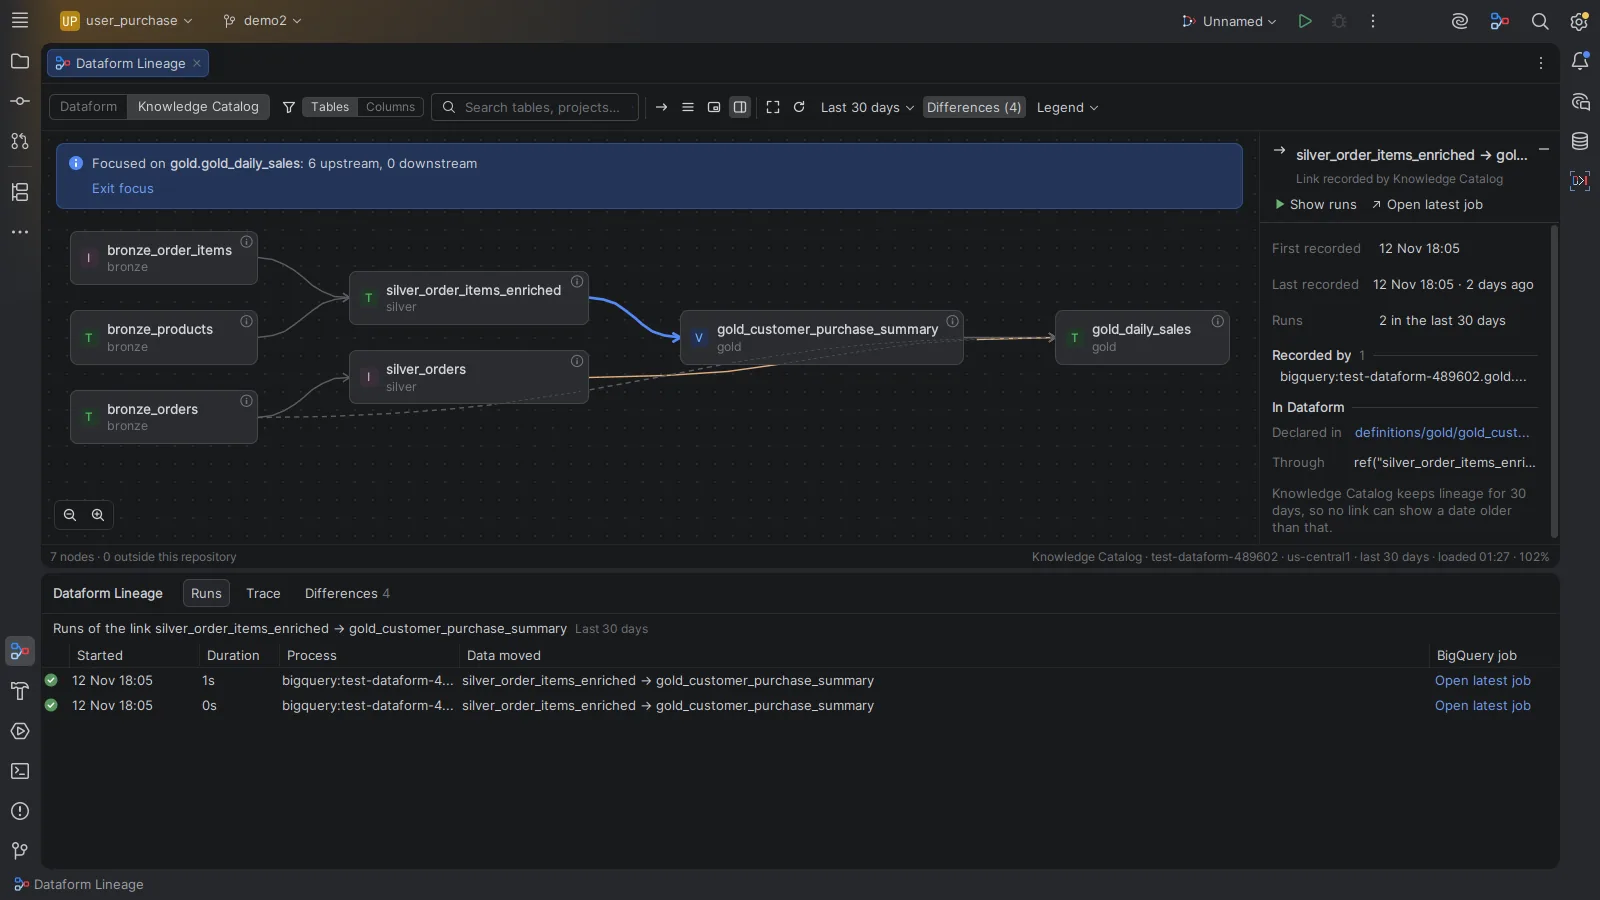 UP user_purchase
demo2
Unnamed
Dataform Lineage
Dataform
Knowledge Catalog
Tables
Columns
Search tables, projects...
Last 30 days
Differences (4)
Legend
Focused on gold.gold_daily_sales: 6 upstream, 0 downstream
Exit focus
I
bronze_order_items
bronze
T
bronze_products
bronze
T
bronze_orders
bronze
T
silver_order_items_enriched
silver
I
silver_orders
silver
V
gold_customer_purchase_summary
gold
T
gold_daily_sales
gold
silver_order_items_enriched → gol...
Link recorded by Knowledge Catalog
Show runs
Open latest job
First recorded 12 Nov 18:05
Last recorded 12 Nov 18:05 · 2 days ago
Runs 2 in the last 30 days
Recorded by 1
bigquery:test-dataform-489602.gold....
In Dataform
Declared in definitions/gold/gold_cust...
Through ref("silver_order_items_enri...
Knowledge Catalog keeps lineage for 30
days, so no link can show a date older
than that.
7 nodes · 0 outside this repository
Knowledge Catalog · test-dataform-489602 · us-central1 · last 30 days · loaded 01:27 · 102%
Dataform Lineage
Runs
Trace
Differences 4
Runs of the link silver_order_items_enriched → gold_customer_purchase_summary Last 30 days
Started Duration Process Data moved BigQuery job
12 Nov 18:05 1s bigquery:test-dataform-4... silver_order_items_enriched → gold_customer_purchase_summary Open latest job
12 Nov 18:05 0s bigquery:test-dataform-4... silver_order_items_enriched → gold_customer_purchase_summary Open latest job
Dataform Lineage